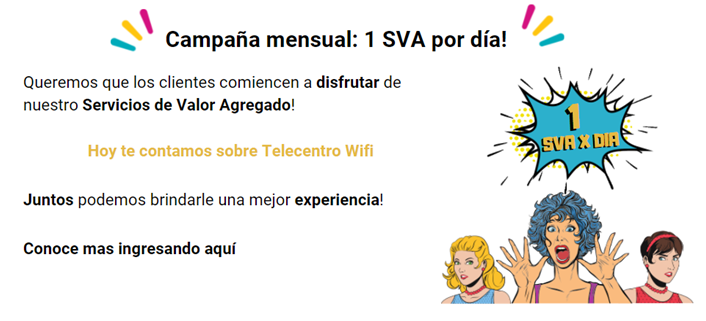 Campaña mensual: 1 SVA por día!
Queremos que los clientes comiencen a disfrutar de
nuestro Servicios de Valor Agregado!
Hoy te contamos sobre Telecentro Wifi
Juntos podemos brindarle una mejor experiencia!
Conoce mas ingresando aquí
1
SVA X DIA